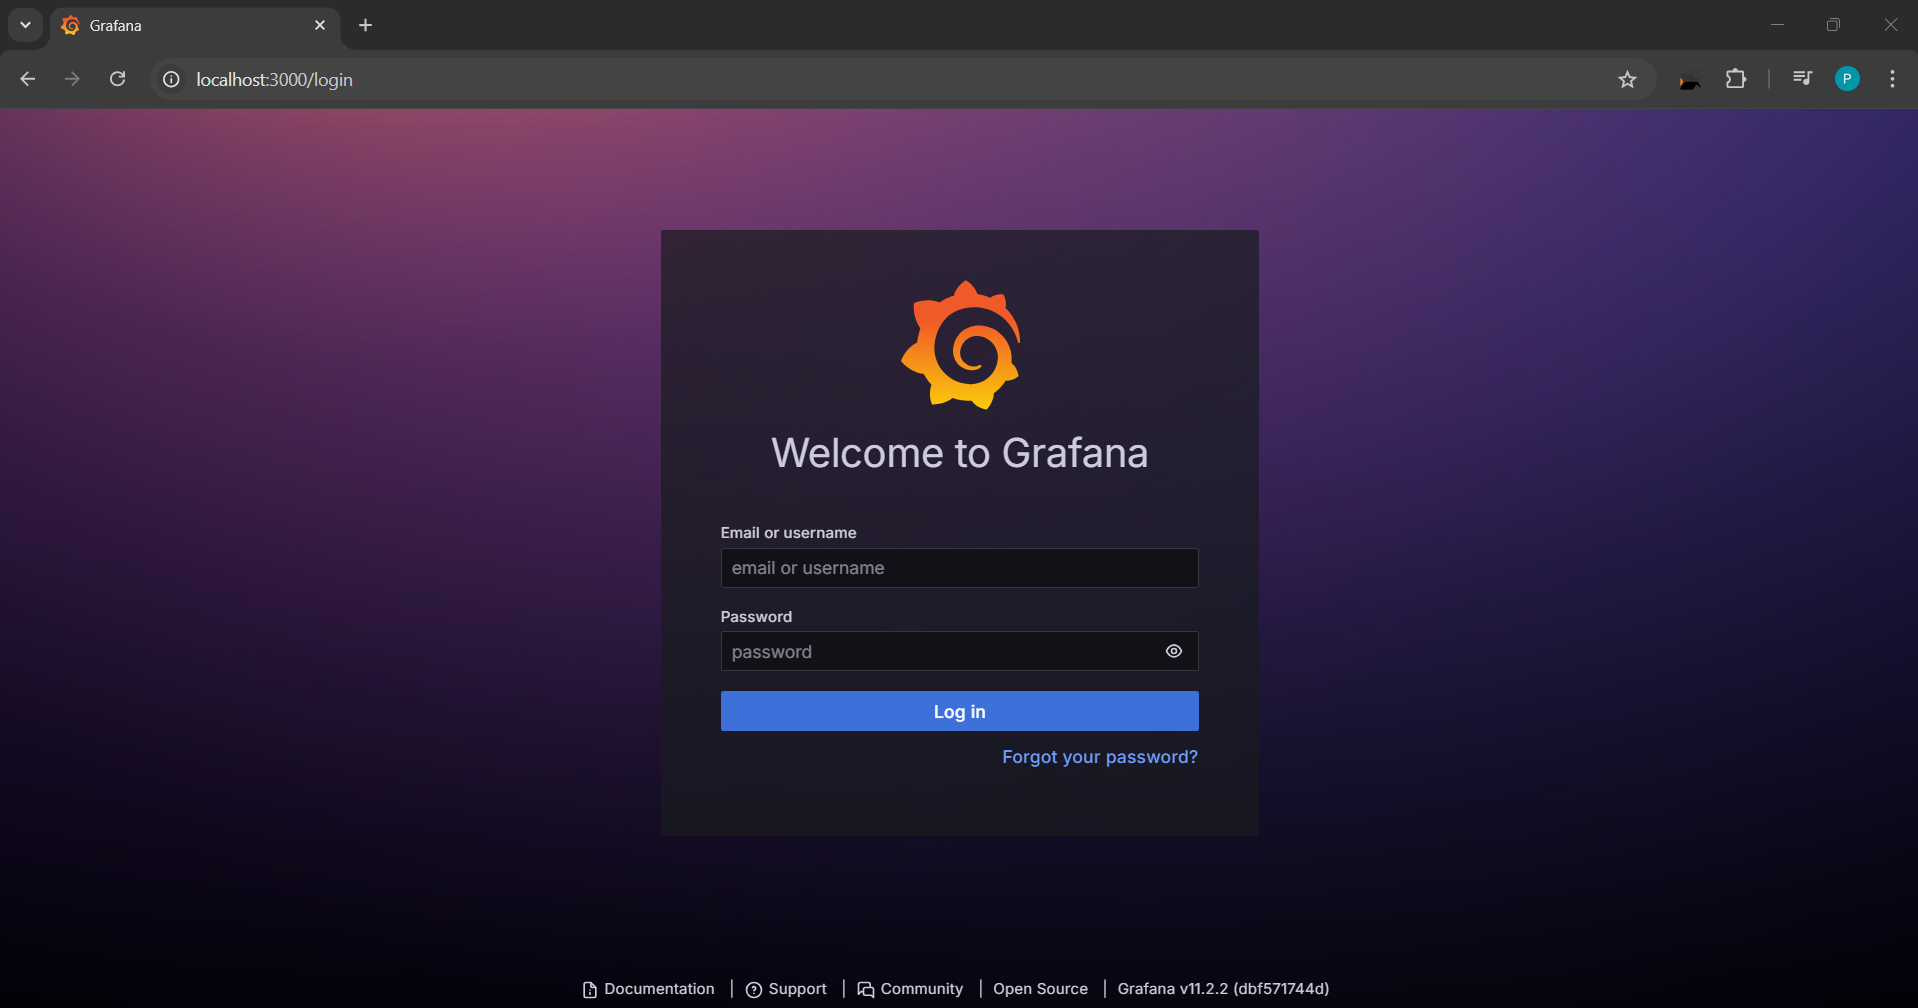 Grafana
localhost:3000/login
P
Welcome to Grafana
Email or username
email or username
Password
password
Log in
Forgot your password?
Documentation | Support | Community | Open Source | Grafana v11.2.2 (dbf571744d)